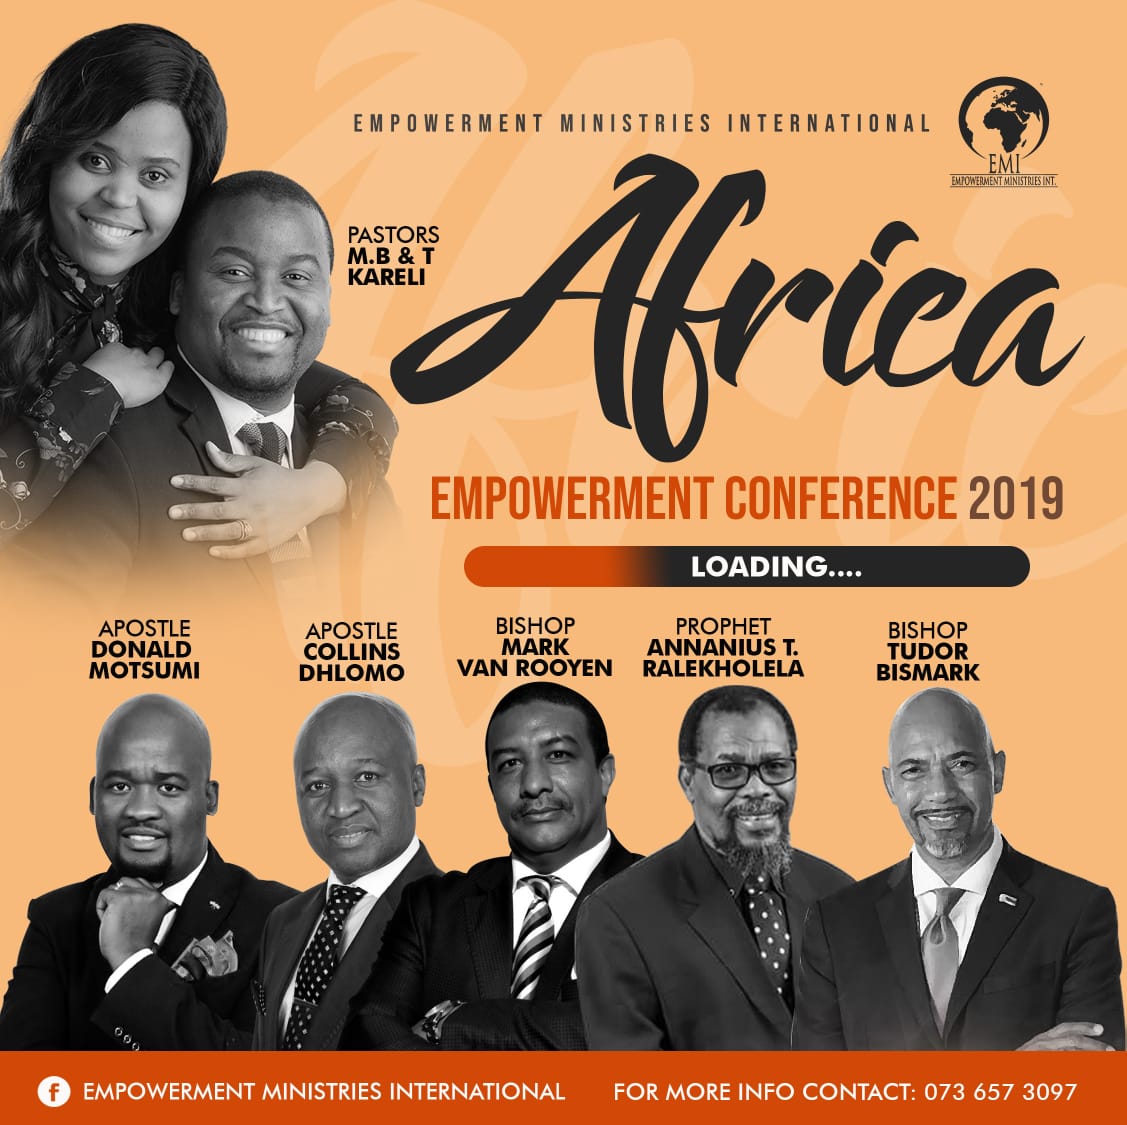 EMPOWERMENT MINISTRIES INTERNATIONAL
EMI
EMPOWERMENT MINISTRIES INT.
Africa
PASTORS
M.B & T
KARELI
EMPOWERMENT CONFERENCE 2019
LOADING....
APOSTLE
DONALD
MOTSUMI
APOSTLE
COLLINS
DHLOMO
BISHOP
MARK
VAN ROOYEN
PROPHET
ANNANIUS T.
RALEKHOLELA
BISHOP
TUDOR
BISMARK
f EMPOWERMENT MINISTRIES INTERNATIONAL
FOR MORE INFO CONTACT: 073 657 3097